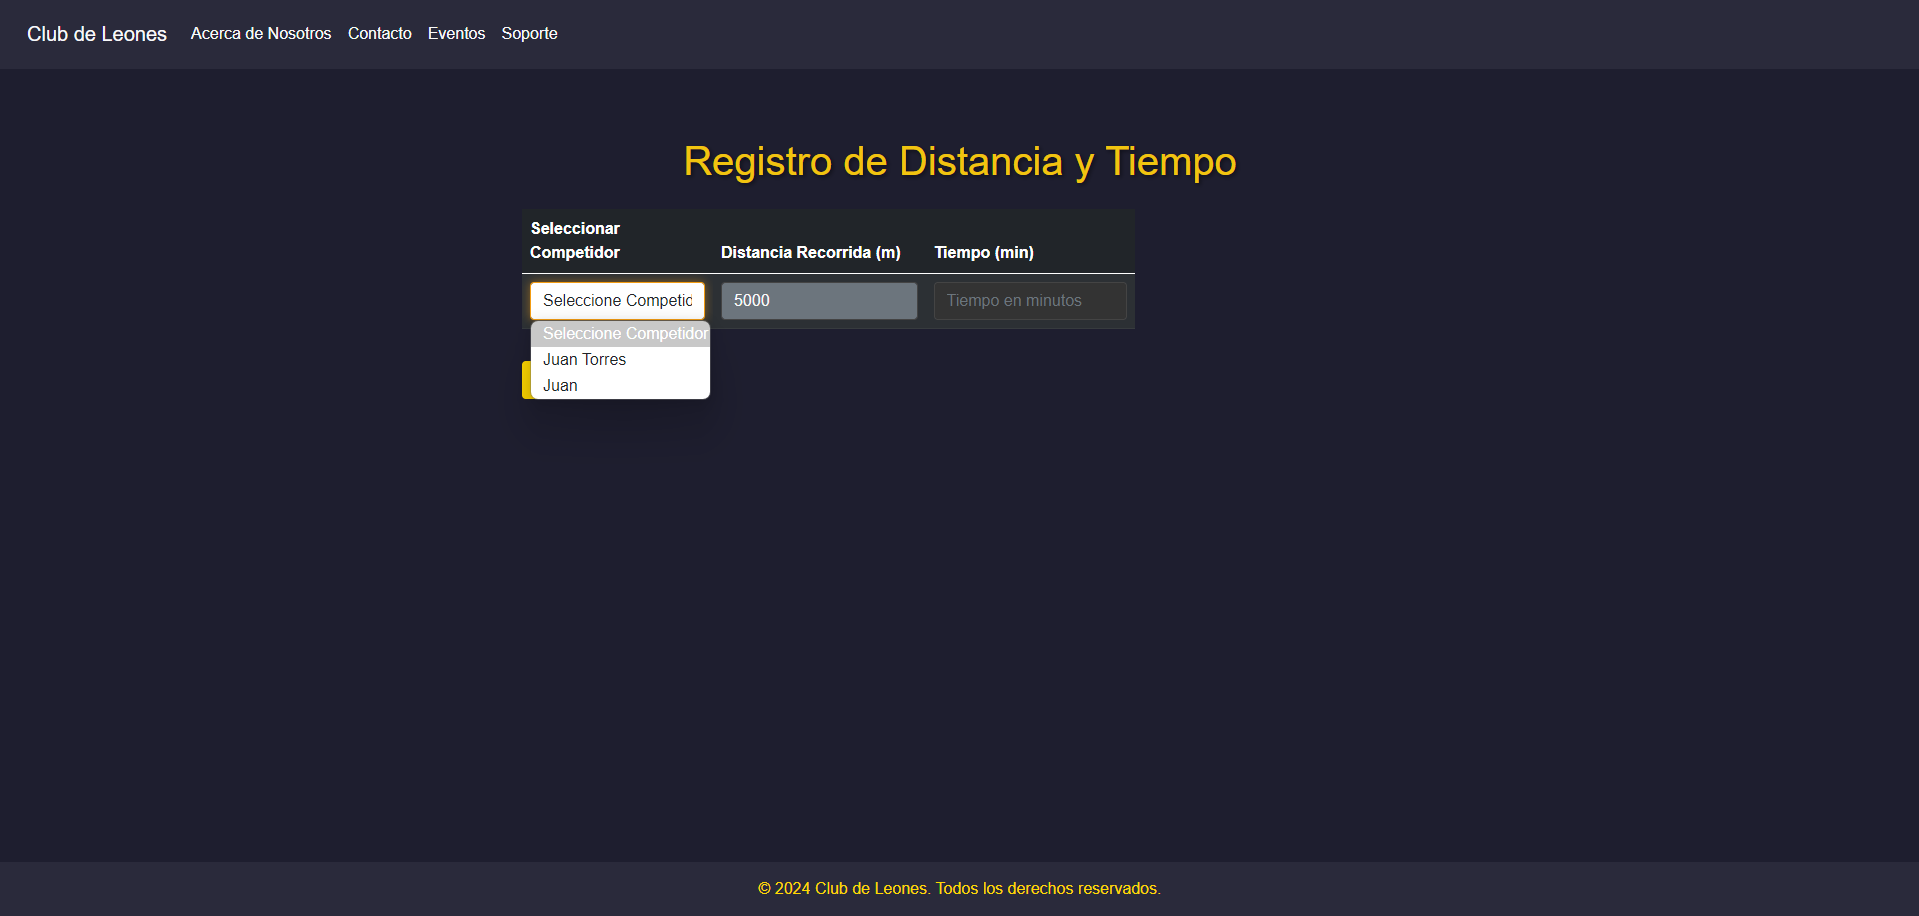 Club de Leones Acerca de Nosotros Contacto Eventos Soporte
Registro de Distancia y Tiempo
Seleccionar
Competidor Distancia Recorrida (m) Tiempo (min)
Seleccione Competid 5000 Tiempo en minutos
Seleccione Competidor
Juan Torres
Juan
© 2024 Club de Leones. Todos los derechos reservados.